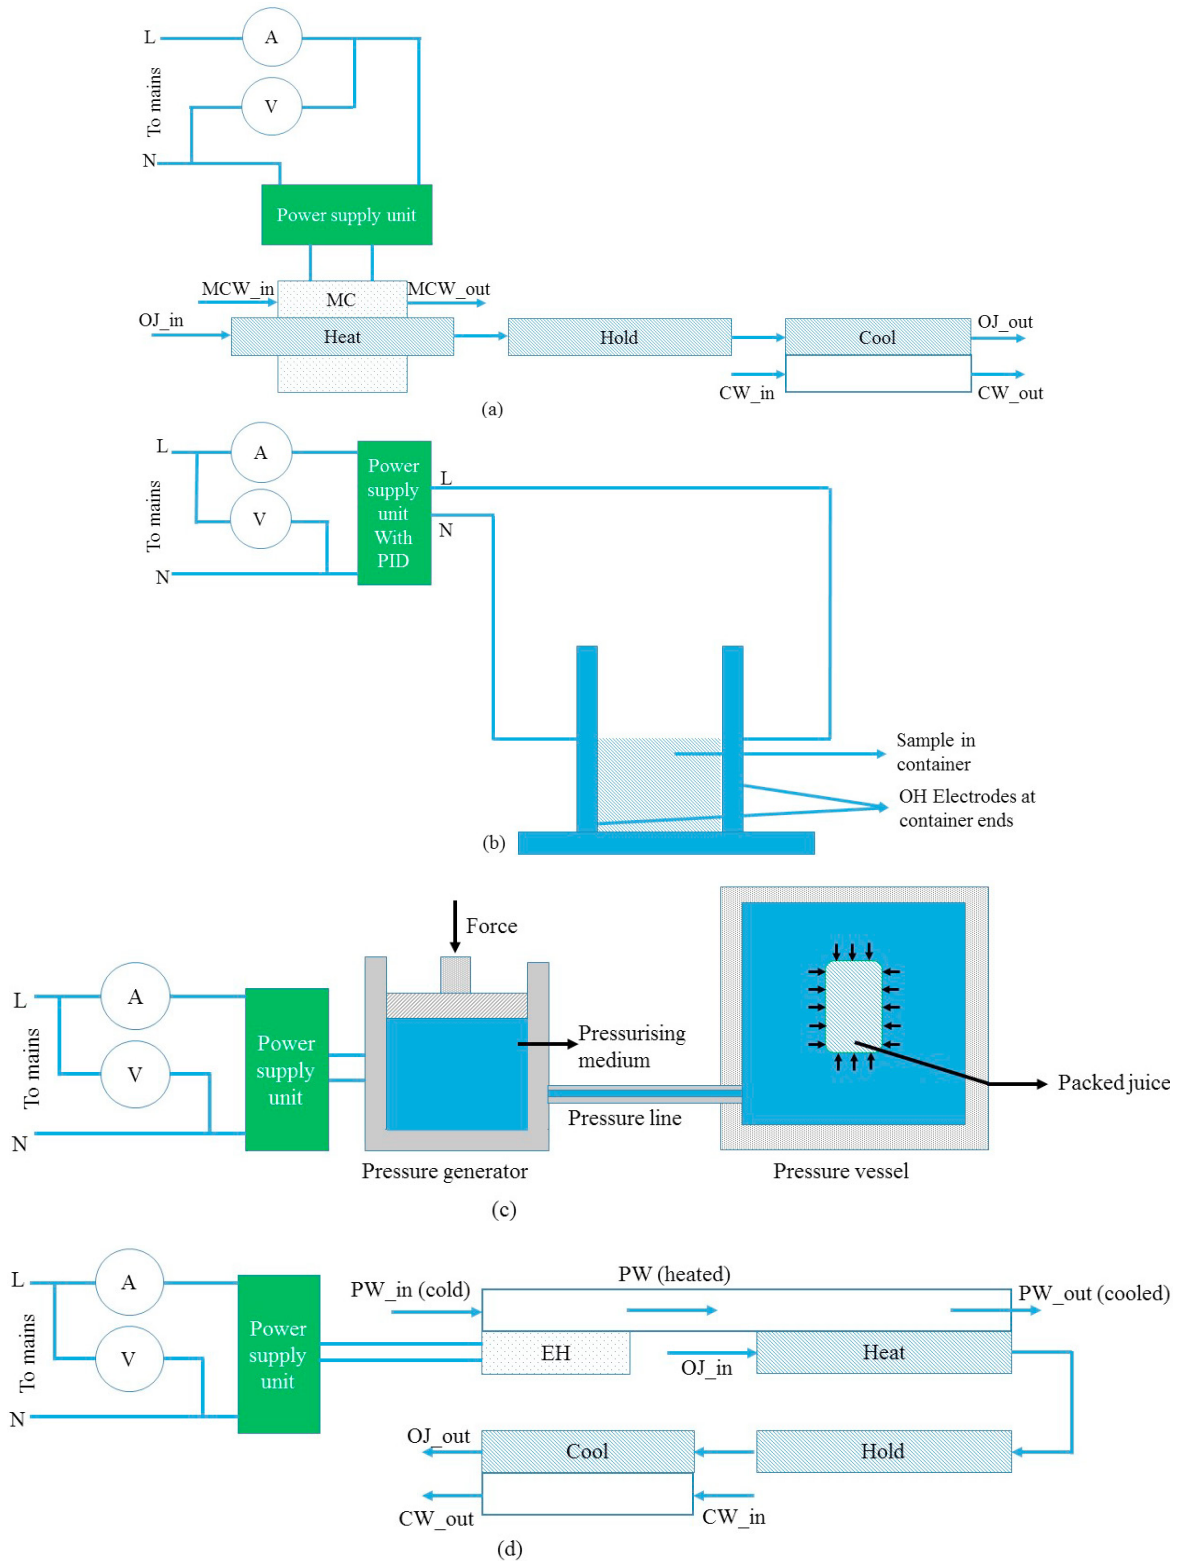 L
A
To mains
V
N
Power supply unit
MCW_in
MC
MCW_out
OJ_in
Heat
Hold
Cool
OJ_out
CW_in
CW_out
(a)
L
A
To mains
V
N
Power
supply
unit
With
PID
L
N
Sample in
container
OH Electrodes at
container ends
(b)
Force
L
A
To mains
V
N
Power
supply
unit
Pressurising
medium
Pressure line
Packed juice
Pressure generator
Pressure vessel
(c)
L
A
To mains
V
N
Power
supply
unit
PW_in (cold)
PW (heated)
PW_out (cooled)
EH
OJ_in
Heat
OJ_out
Cool
Hold
CW_out
CW_in
(d)